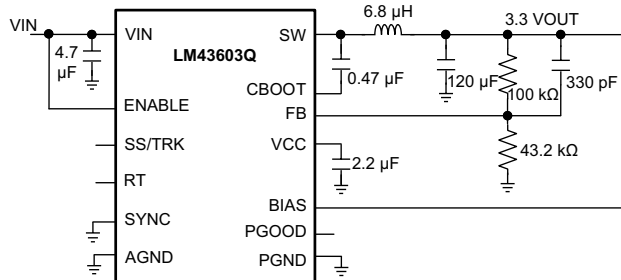 VIN
4.7
µF
VIN
ENABLE
SS/TRK
RT
SYNC
AGND
LM43603Q
SW
CBOOT
FB
VCC
BIAS
PGOOD
PGND
6.8 µH
3.3 VOUT
0.47 µF
120 µF
100 kΩ
330 pF
2.2 µF
43.2 kΩ